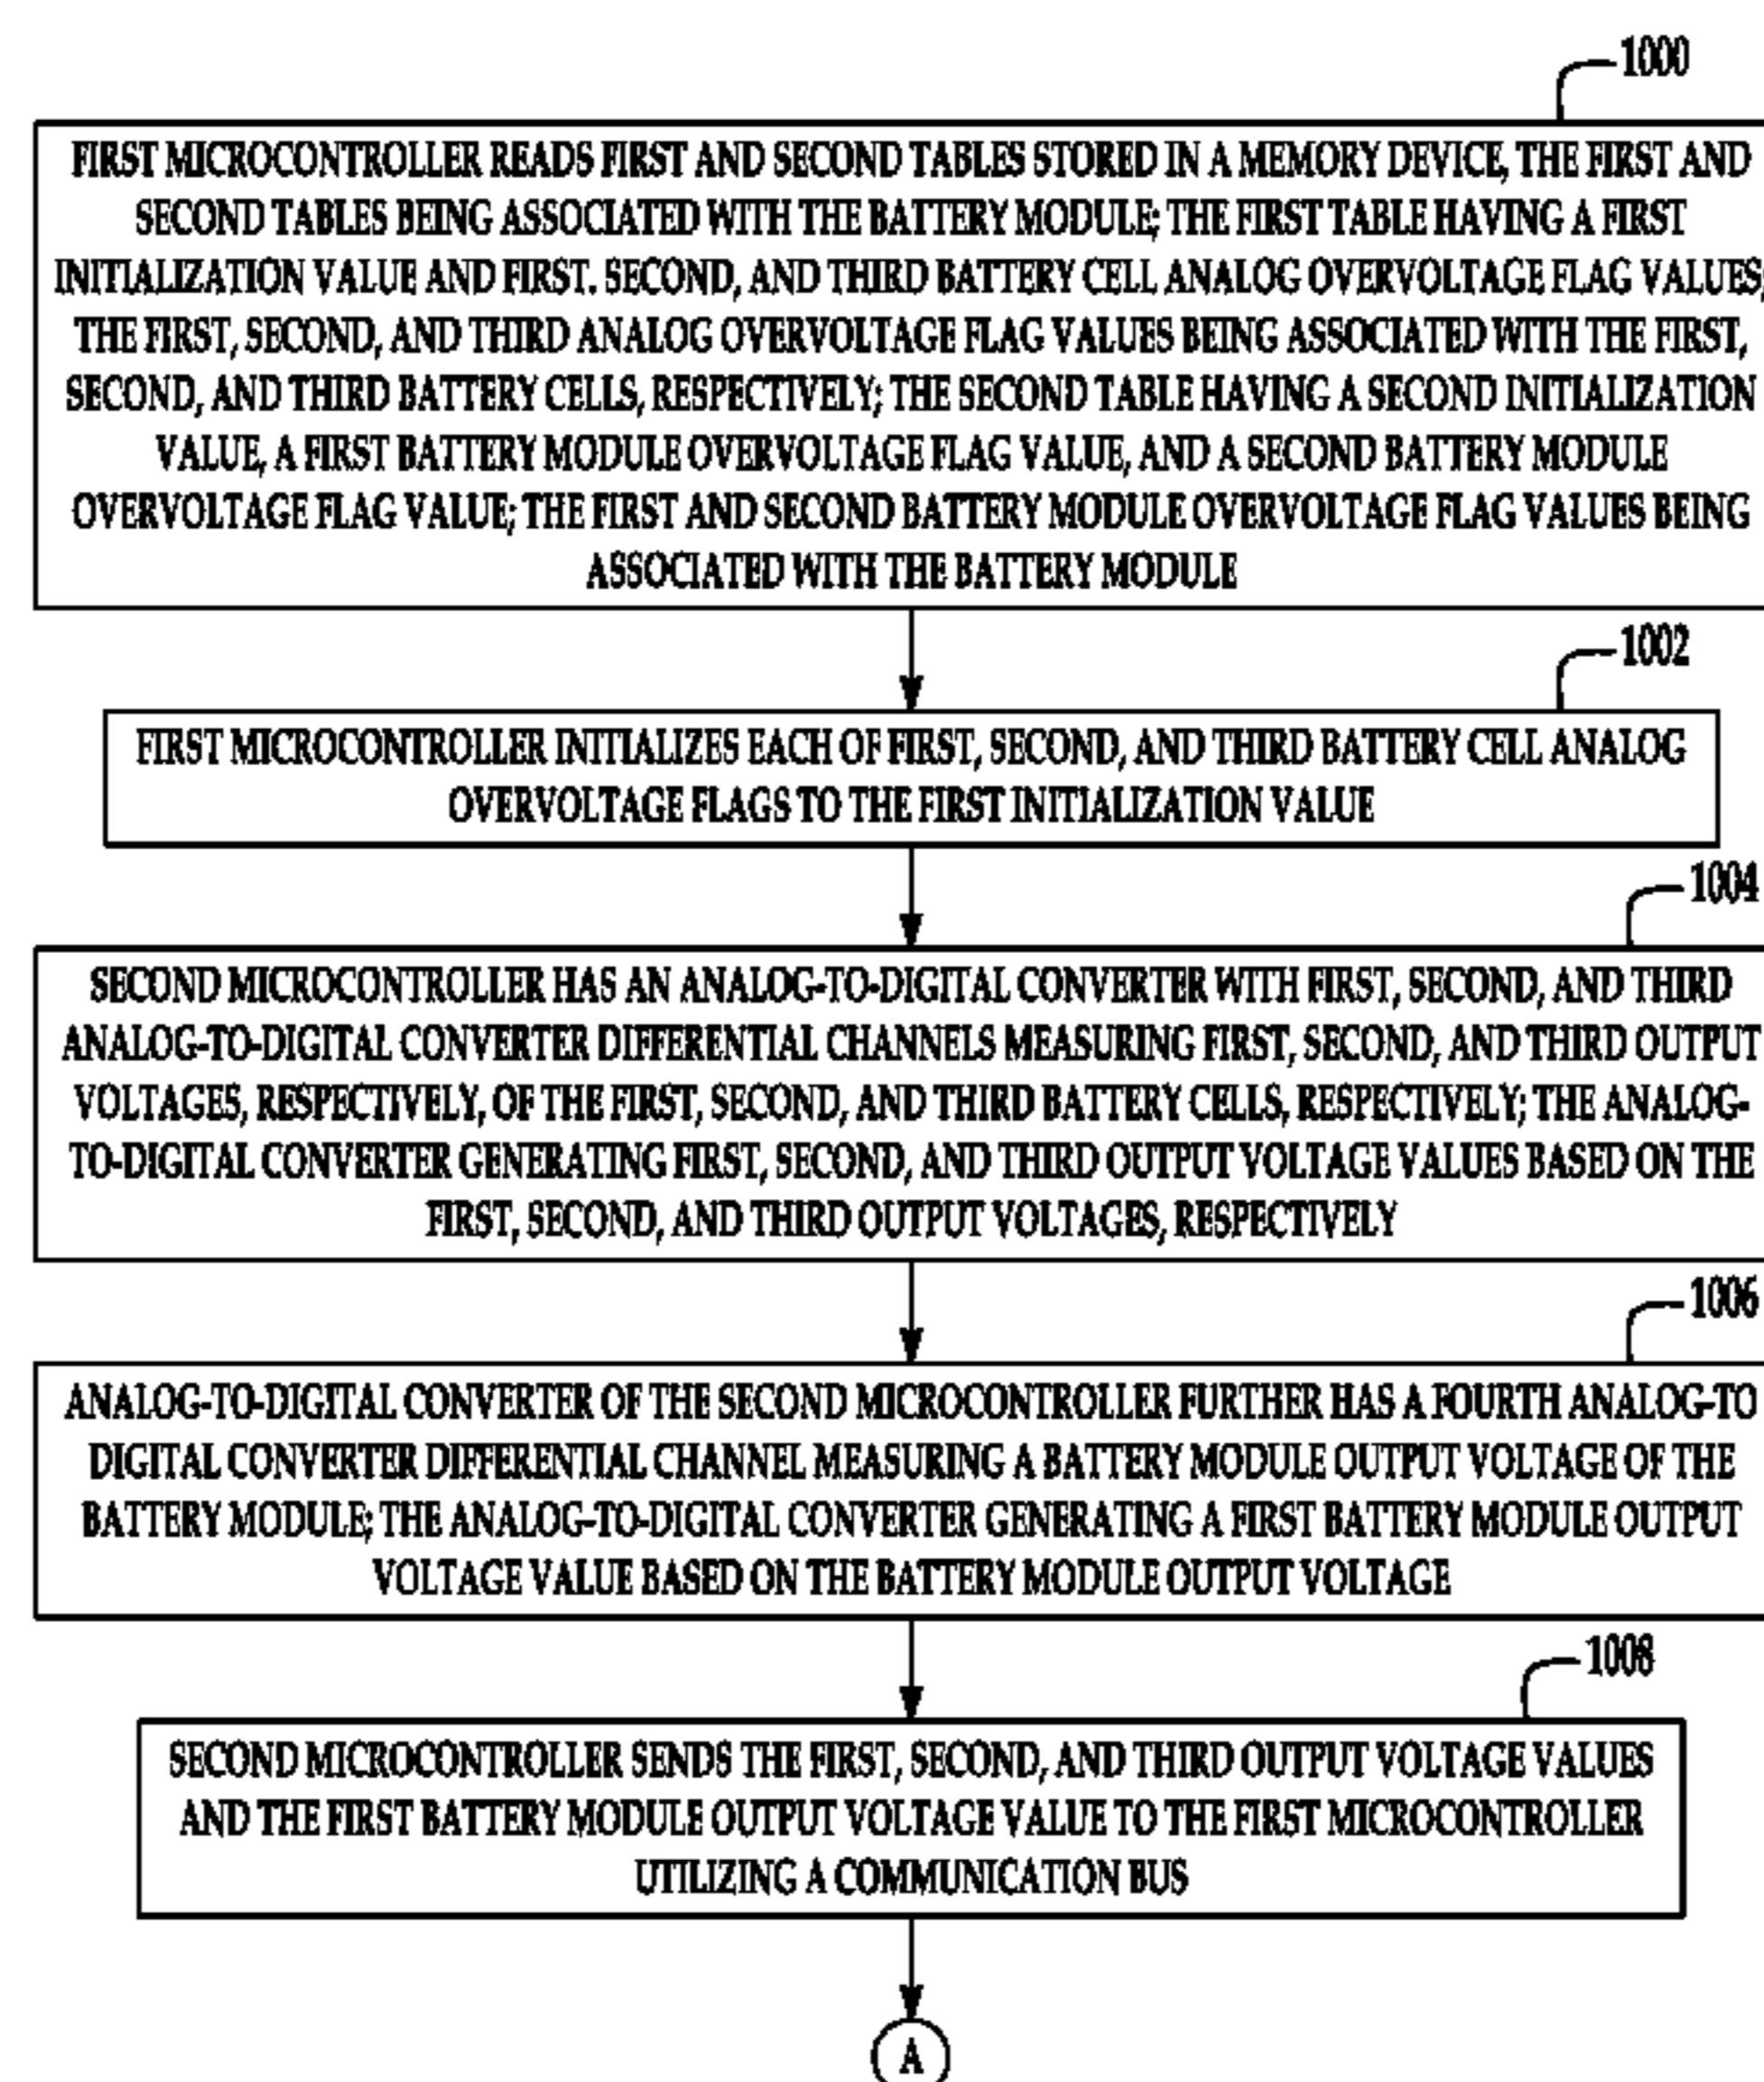 1000
FIRST MICROCONTROLLER READS FIRST AND SECOND TABLES STORED IN A MEMORY DEVICE, THE FIRST AND
SECOND TABLES BEING ASSOCIATED WITH THE BATTERY MODULE; THE FIRST TABLE HAVING A FIRST
INITIALIZATION VALUE AND FIRST. SECOND, AND THIRD BATTERY CELL ANALOG OVERVOLTAGE FLAG VALUES;
THE FIRST, SECOND, AND THIRD ANALOG OVERVOLTAGE FLAG VALUES BEING ASSOCIATED WITH THE FIRST,
SECOND, AND THIRD BATTERY CELLS, RESPECTIVELY; THE SECOND TABLE HAVING A SECOND INITIALIZATION
VALUE, A FIRST BATTERY MODULE OVERVOLTAGE FLAG VALUE, AND A SECOND BATTERY MODULE
OVERVOLTAGE FLAG VALUE; THE FIRST AND SECOND BATTERY MODULE OVERVOLTAGE FLAG VALUES BEING
ASSOCIATED WITH THE BATTERY MODULE
1002
FIRST MICROCONTROLLER INITIALIZES EACH OF FIRST, SECOND, AND THIRD BATTERY CELL ANALOG
OVERVOLTAGE FLAGS TO THE FIRST INITIALIZATION VALUE
1004
SECOND MICROCONTROLLER HAS AN ANALOG-TO-DIGITAL CONVERTER WITH FIRST, SECOND, AND THIRD
ANALOG-TO-DIGITAL CONVERTER DIFFERENTIAL CHANNELS MEASURING FIRST, SECOND, AND THIRD OUTPUT
VOLTAGES, RESPECTIVELY, OF THE FIRST, SECOND, AND THIRD BATTERY CELLS, RESPECTIVELY; THE ANALOG-
TO-DIGITAL CONVERTER GENERATING FIRST, SECOND, AND THIRD OUTPUT VOLTAGE VALUES BASED ON THE
FIRST, SECOND, AND THIRD OUTPUT VOLTAGES, RESPECTIVELY
1006
ANALOG-TO-DIGITAL CONVERTER OF THE SECOND MICROCONTROLLER FURTHER HAS A FOURTH ANALOG-TO
DIGITAL CONVERTER DIFFERENTIAL CHANNEL MEASURING A BATTERY MODULE OUTPUT VOLTAGE OF THE
BATTERY MODULE; THE ANALOG-TO-DIGITAL CONVERTER GENERATING A FIRST BATTERY MODULE OUTPUT
VOLTAGE VALUE BASED ON THE BATTERY MODULE OUTPUT VOLTAGE
1008
SECOND MICROCONTROLLER SENDS THE FIRST, SECOND, AND THIRD OUTPUT VOLTAGE VALUES
AND THE FIRST BATTERY MODULE OUTPUT VOLTAGE VALUE TO THE FIRST MICROCONTROLLER
UTILIZING A COMMUNICATION BUS
A